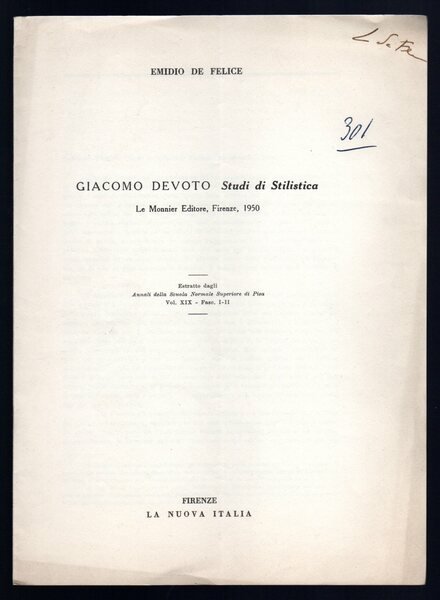 EMIDIO DE FELICE
301
GIACOMO DEVOTO Studi di Stilistica
Le Monnier Editore, Firenze, 1950
Estratto dagli
Annali della Scuola Normale Superiore di Pisa
Vol. XIX - Fasc. I-II
FIRENZE
LA NUOVA ITALIA